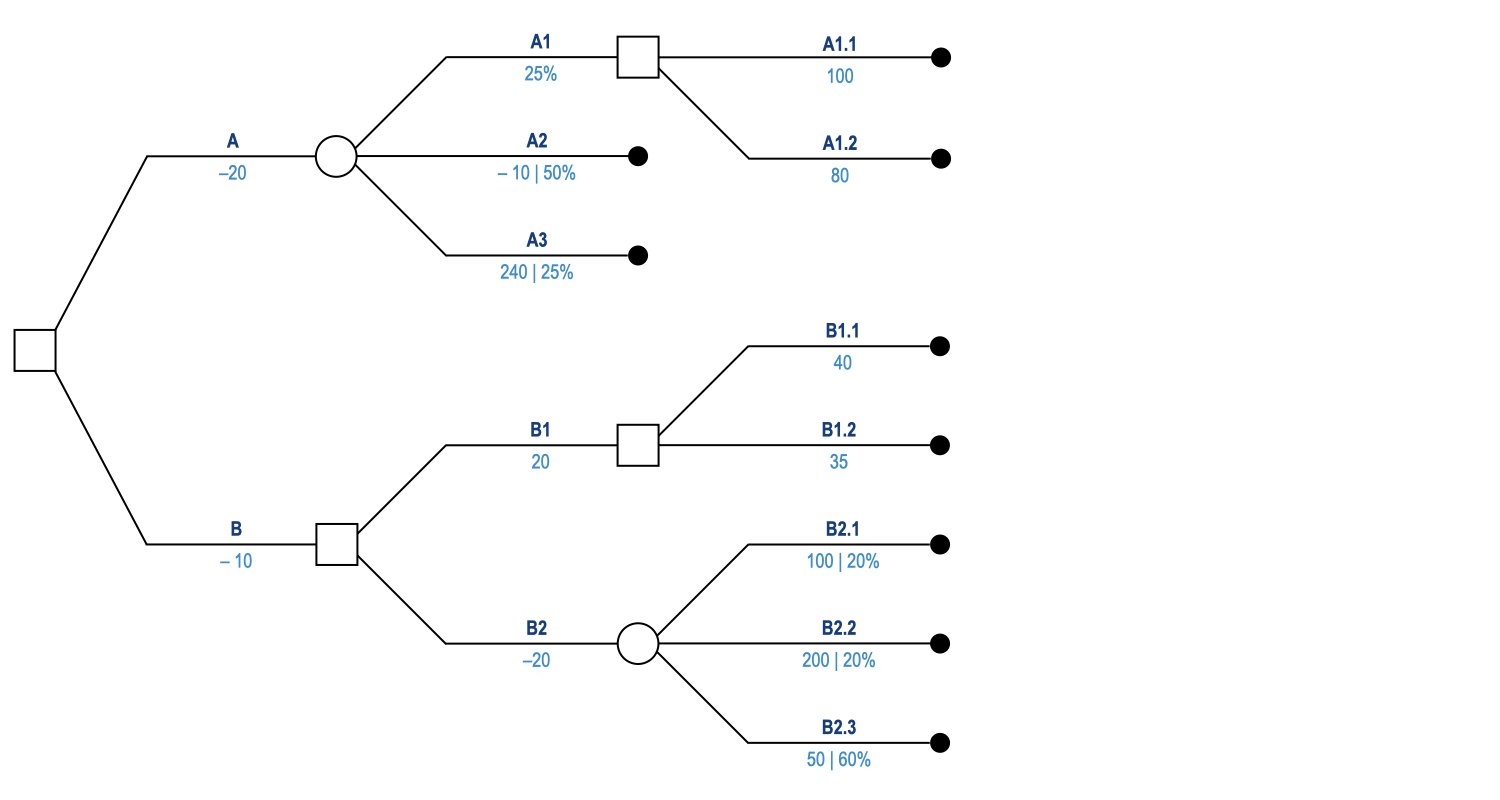 A1
25%
A1.1
100
A
–20
A2
– 10 | 50%
A1.2
80
A3
240 | 25%
B1.1
40
B1
20
B1.2
35
B
– 10
B2.1
100 | 20%
B2
–20
B2.2
200 | 20%
B2.3
50 | 60%